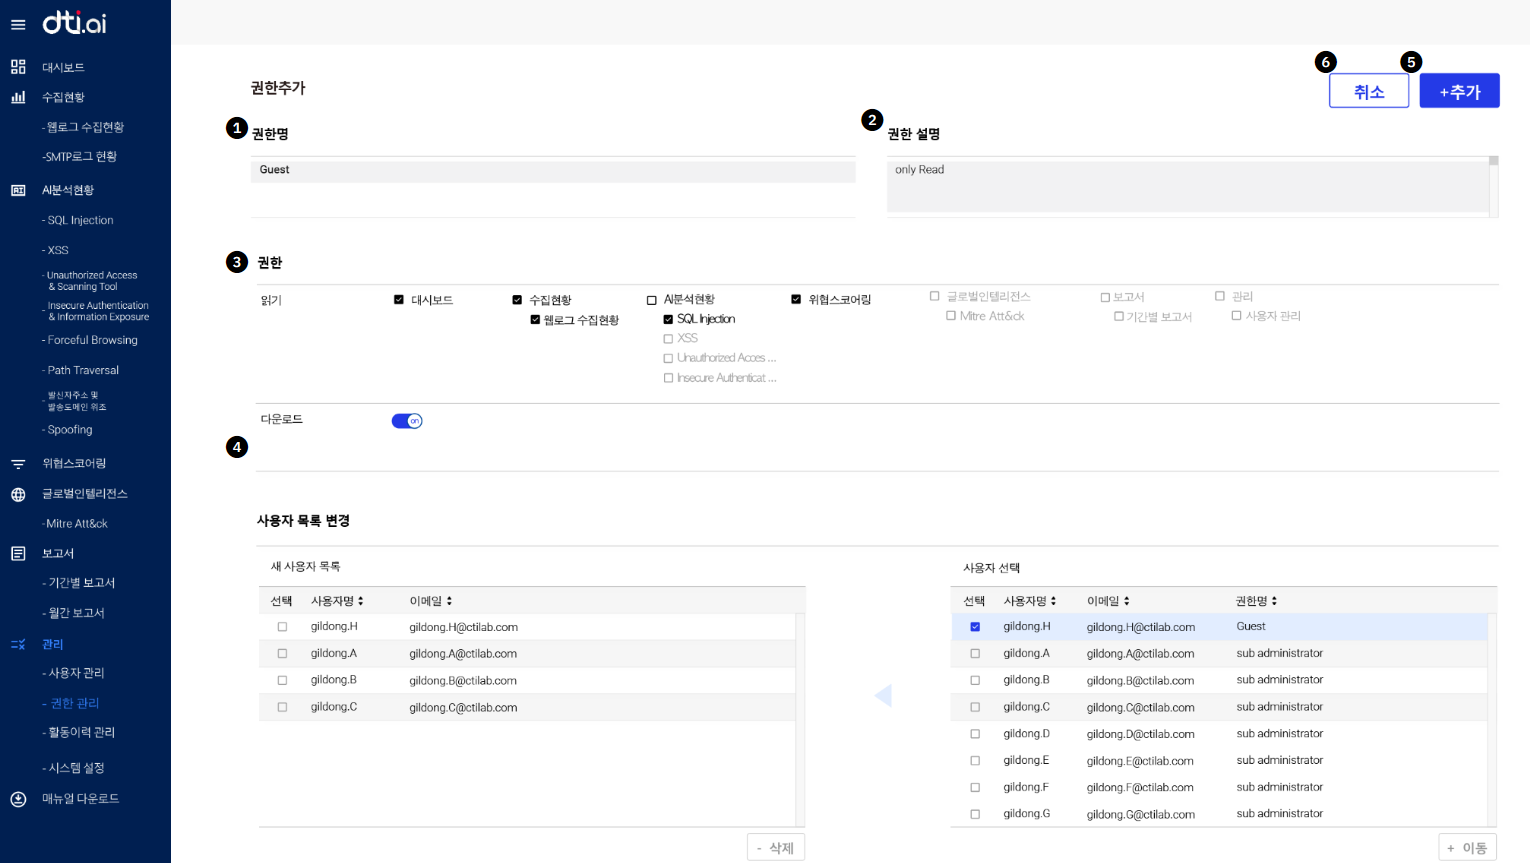 dti.ai
대시보드
수집현황
- 웹로그 수집현황
-SMTP로그 현황
AI분석현황
- SQL Injection
- XSS
- Unauthorized Access
& Scanning Tool
- Insecure Authentication
& Information Exposure
- Forceful Browsing
- Path Traversal
- 발신자주소 및
발송도메인 위조
- Spoofing
위협스코어링
글로벌인텔리전스
- Mitre Att&ck
보고서
- 기간별 보고서
- 월간 보고서
관리
- 사용자 관리
- 권한 관리
- 활동이력 관리
- 시스템 설정
매뉴얼 다운로드
권한추가
6
취소
5
+추가
1
권한명
Guest
2
권한 설명
only Read
3
권한
읽기
대시보드
수집현황
웹로그 수집현황
AI분석현황
SQL Injection
XSS
Unauthorized Acces ...
Insecure Authenticat ...
위협스코어링
글로벌인텔리전스
Mitre Att&ck
보고서
기간별 보고서
관리
사용자 관리
다운로드
on
4
사용자 목록 변경
새 사용자 목록
선택 사용자명 이메일
gildong.H gildong.H@ctilab.com
gildong.A gildong.A@ctilab.com
gildong.B gildong.B@ctilab.com
gildong.C gildong.C@ctilab.com
- 삭제
사용자 선택
선택 사용자명 이메일 권한명
gildong.H gildong.H@ctilab.com Guest
gildong.A gildong.A@ctilab.com sub administrator
gildong.B gildong.B@ctilab.com sub administrator
gildong.C gildong.C@ctilab.com sub administrator
gildong.D gildong.D@ctilab.com sub administrator
gildong.E gildong.E@ctilab.com sub administrator
gildong.F gildong.F@ctilab.com sub administrator
gildong.G gildong.G@ctilab.com sub administrator
+ 이동